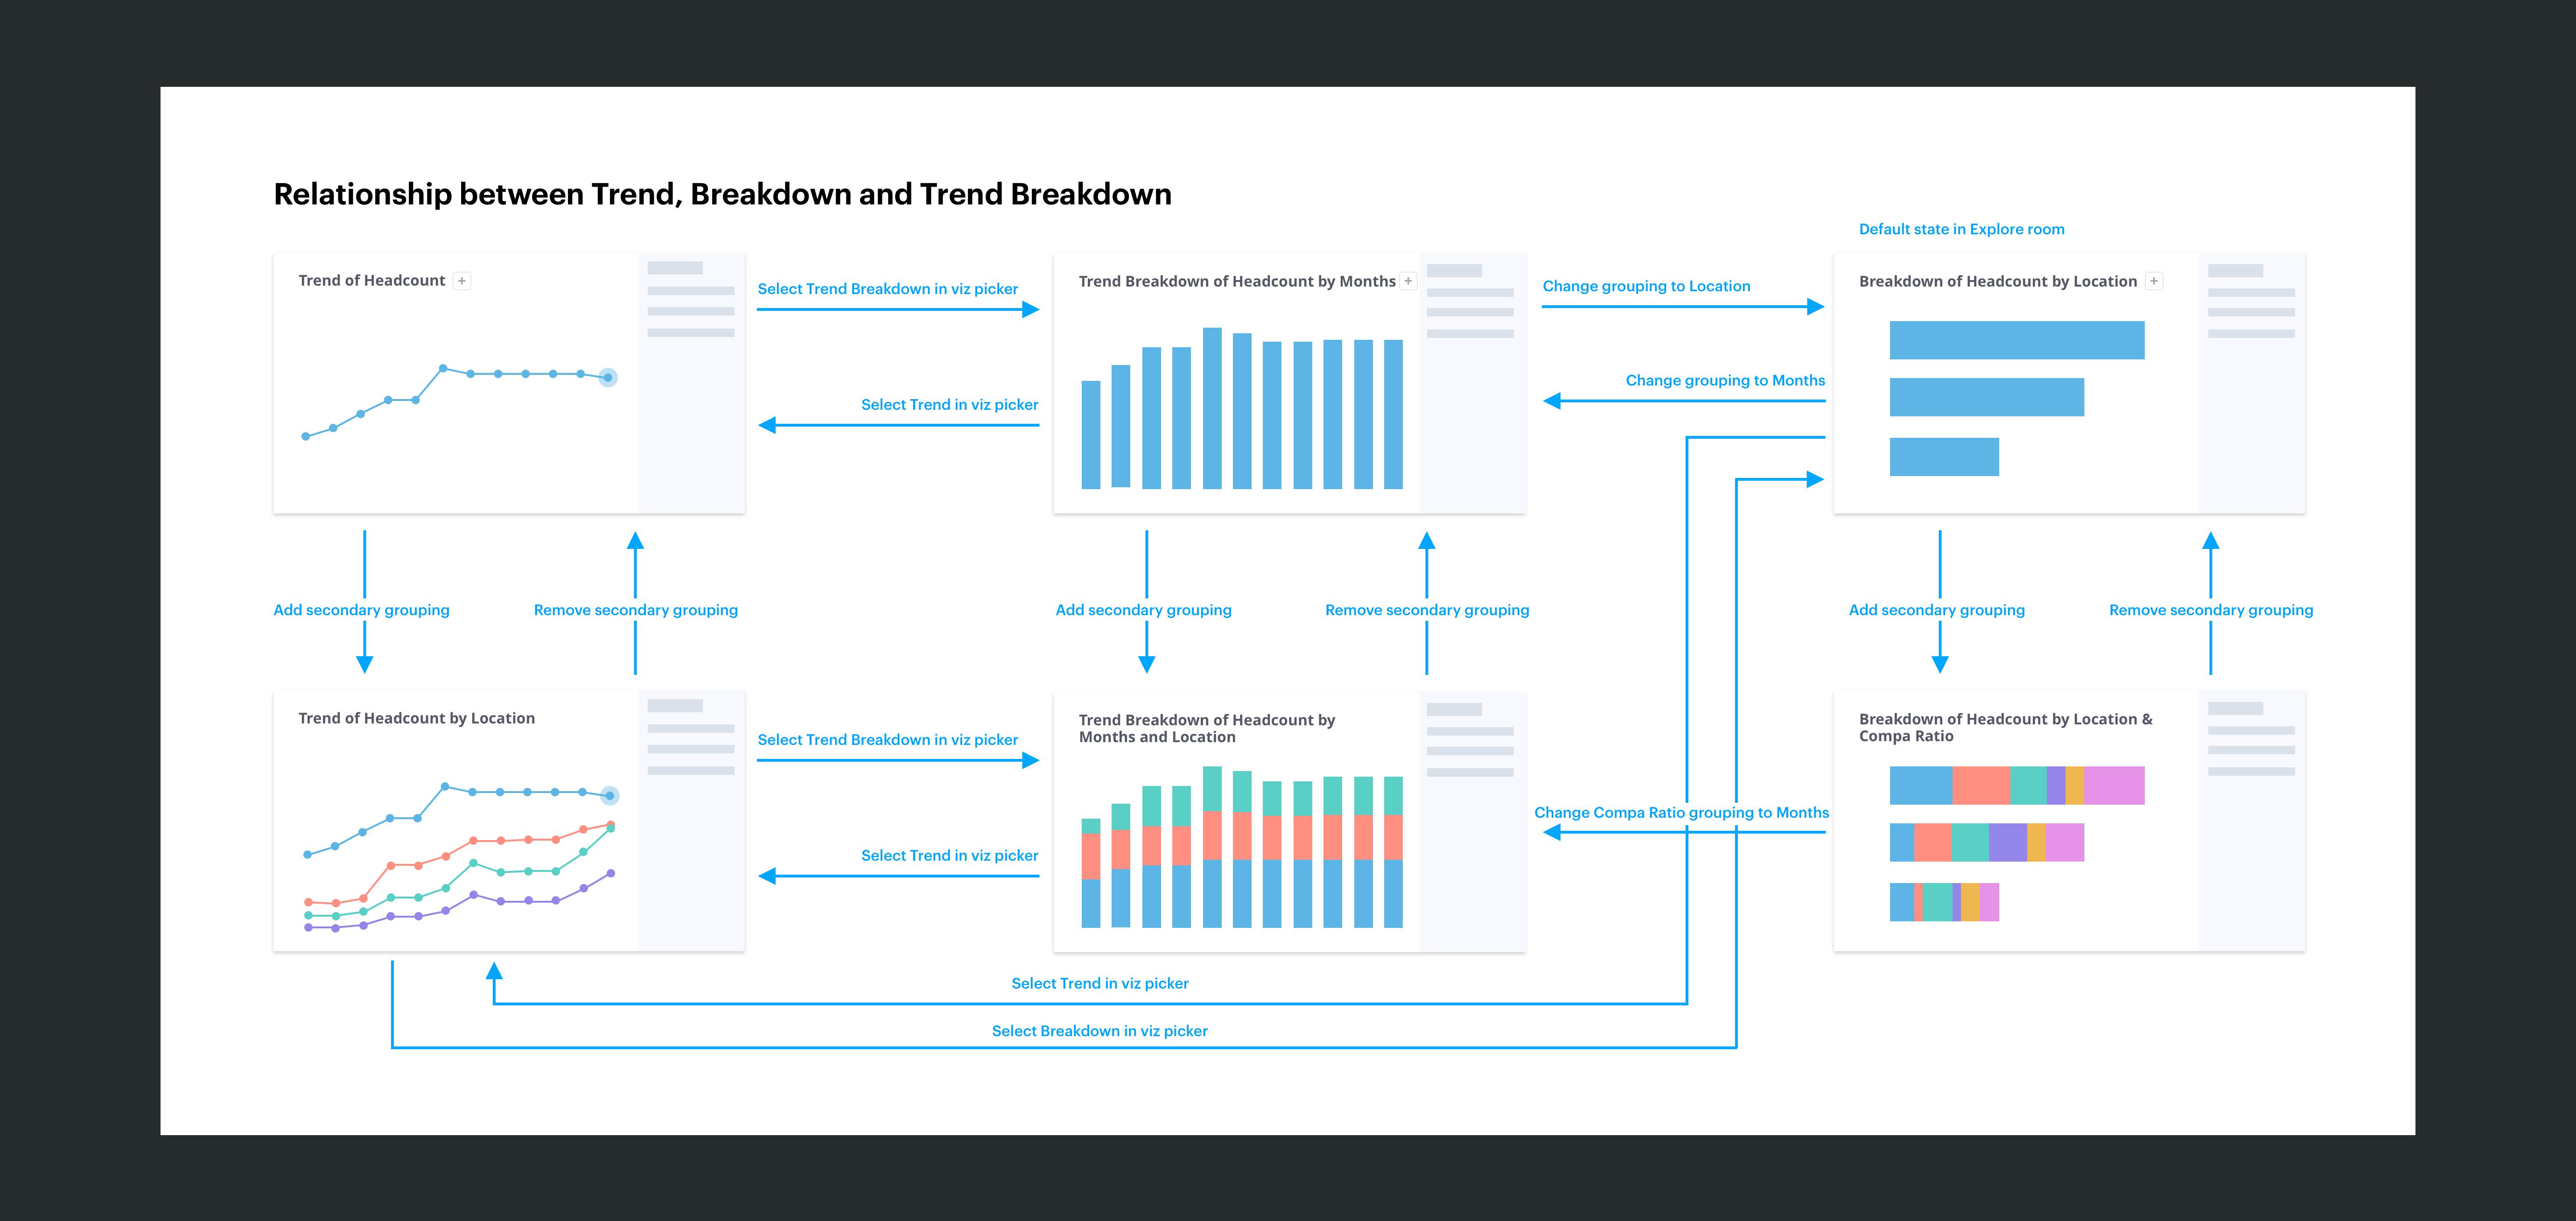 Relationship between Trend, Breakdown and Trend Breakdown
Default state in Explore room
Trend of Headcount +
Select Trend Breakdown in viz picker
Select Trend in viz picker
Trend Breakdown of Headcount by Months +
Change grouping to Location
Change grouping to Months
Breakdown of Headcount by Location +
Add secondary grouping
Remove secondary grouping
Add secondary grouping
Remove secondary grouping
Add secondary grouping
Remove secondary grouping
Trend of Headcount by Location
Select Trend Breakdown in viz picker
Select Trend in viz picker
Trend Breakdown of Headcount by
Months and Location
Change Compa Ratio grouping to Months
Breakdown of Headcount by Location &
Compa Ratio
Select Trend in viz picker
Select Breakdown in viz picker